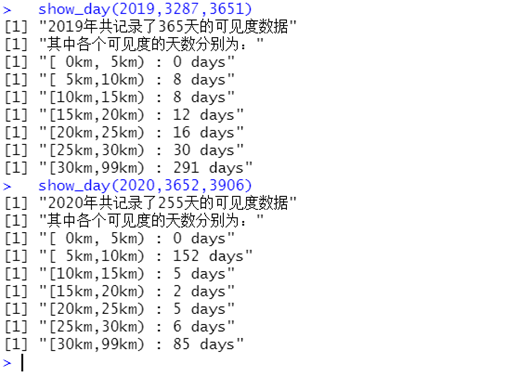 >   show_day(2019,3287,3651)
[1] "2019年共记录了365天的可见度数据"
[1] "其中各个可见度的天数分别为："
[1] "[ 0km, 5km) : 0 days"
[1] "[ 5km,10km) : 8 days"
[1] "[10km,15km) : 8 days"
[1] "[15km,20km) : 12 days"
[1] "[20km,25km) : 16 days"
[1] "[25km,30km) : 30 days"
[1] "[30km,99km) : 291 days"
>   show_day(2020,3652,3906)
[1] "2020年共记录了255天的可见度数据"
[1] "其中各个可见度的天数分别为："
[1] "[ 0km, 5km) : 0 days"
[1] "[ 5km,10km) : 152 days"
[1] "[10km,15km) : 5 days"
[1] "[15km,20km) : 2 days"
[1] "[20km,25km) : 5 days"
[1] "[25km,30km) : 6 days"
[1] "[30km,99km) : 85 days"
>